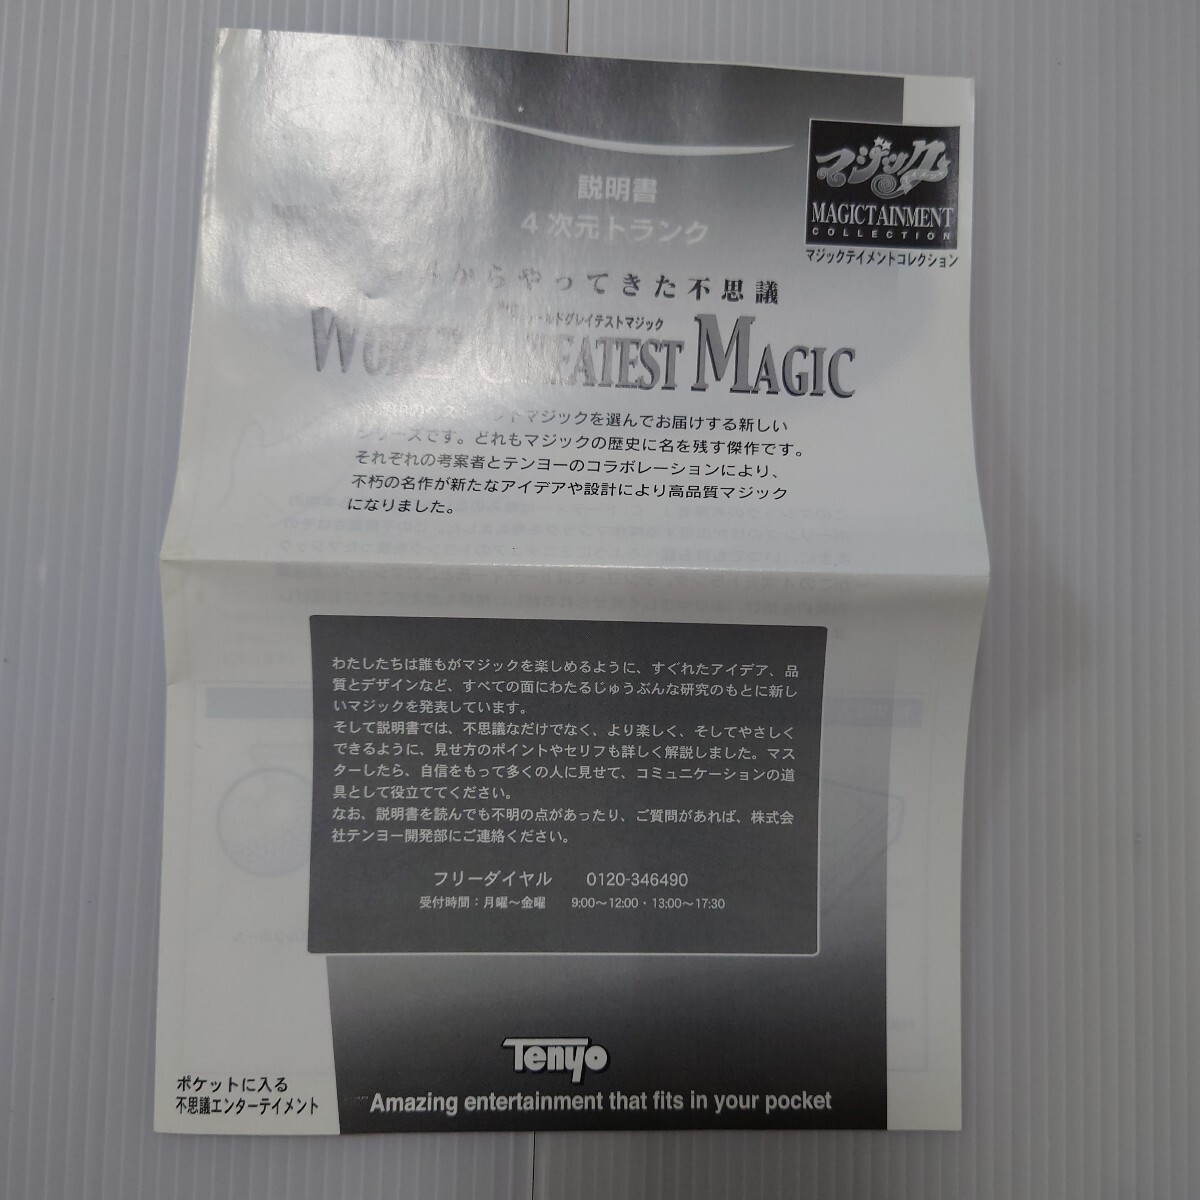 マジック
MAGICTAINMENT
COLLECTION
マジックテイメントコレクション
説明書
4次元トランク
からやってきた不思議
ールドグレイテストマジック
WORLD GREATEST MAGIC
トマジックを選んでお届けする新しい
シリーズです。どれもマジックの歴史に名を残す傑作です。
それぞれの考案者とテンヨーのコラボレーションにより、
不朽の名作が新たなアイデアや設計により高品質マジック
になりました。
わたしたちは誰もがマジックを楽しめるように、すぐれたアイデア、品
質とデザインなど、すべての面にわたるじゅうぶんな研究のもとに新し
いマジックを発表しています。
そして説明書では、不思議なだけでなく、より楽しく、そしてやさしく
できるように、見せ方のポイントやセリフも詳しく解説しました。マス
ターしたら、自信をもって多くの人に見せて、コミュニケーションの道
具として役立ててください。
なお、説明書を読んでも不明の点があったり、ご質問があれば、株式会
社テンヨー開発部にご連絡ください。
フリーダイヤル 0120-346490
受付時間：月曜～金曜 9:00～12:00・13:00～17:30
Tenyo
ポケットに入る
不思議エンターテイメント
Amazing entertainment that fits in your pocket